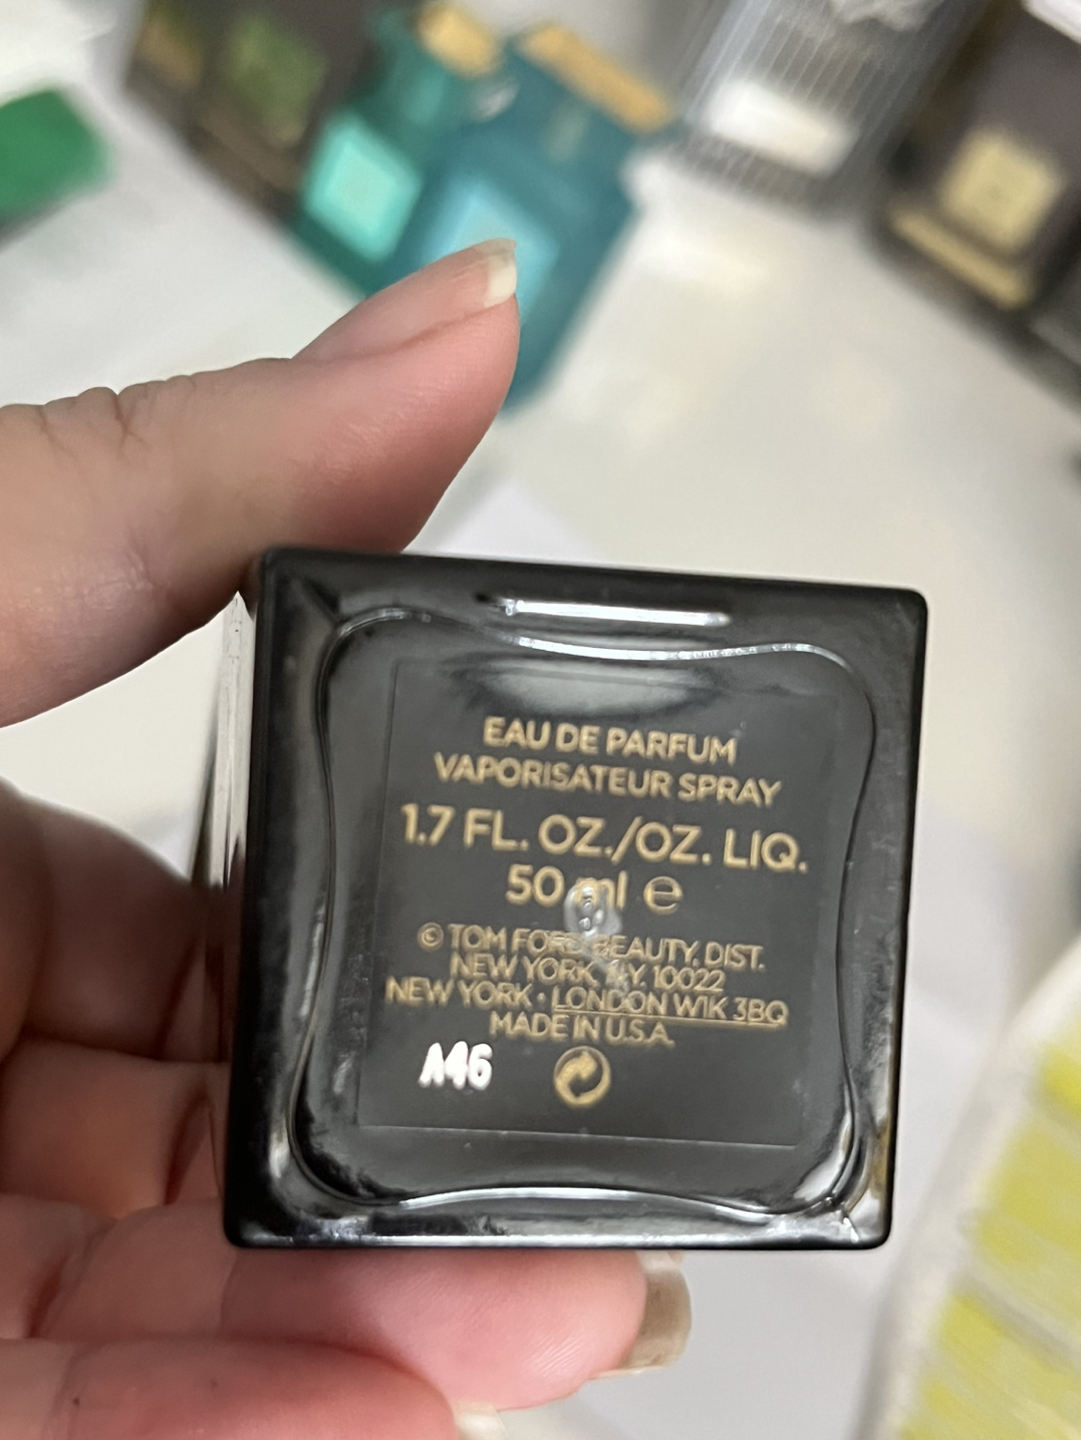 EAU DE PARFUM
VAPORISATEUR SPRAY
1.7 FL. OZ./OZ. LIQ.
50 ml e
© TOM FORD BEAUTY, DIST.
NEW YORK, N.Y. 10022
NEW YORK • LONDON W1K 3BQ
MADE IN U.S.A.
A46